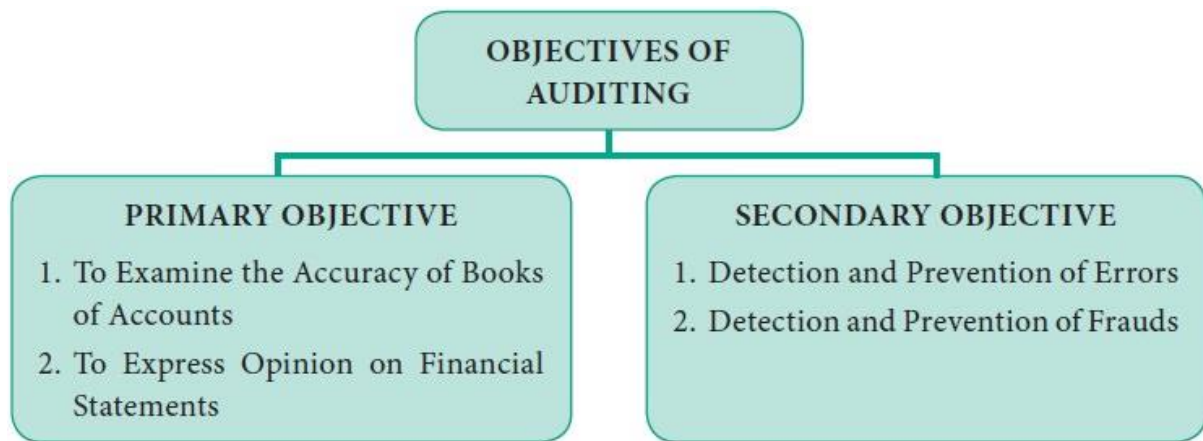 OBJECTIVES OF
AUDITING
PRIMARY OBJECTIVE
1. To Examine the Accuracy of Books
of Accounts
2. To Express Opinion on Financial
Statements
SECONDARY OBJECTIVE
1. Detection and Prevention of Errors
2. Detection and Prevention of Frauds